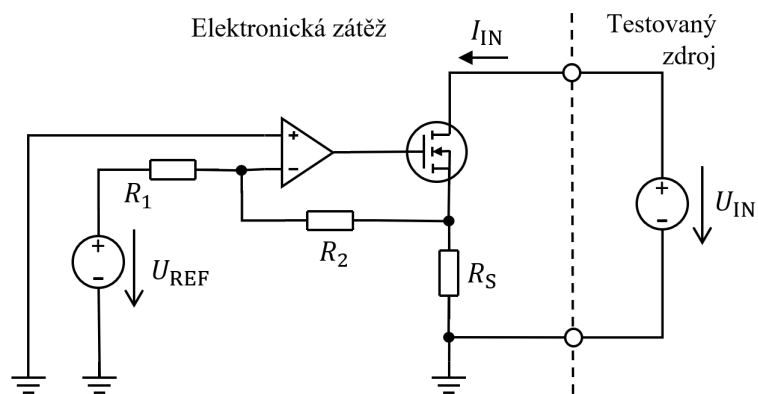 Elektronická zátěž
Testovaný
zdroj
I_IN
+
-
R_1
R_2
+
-
U_REF
R_S
+
-
U_IN